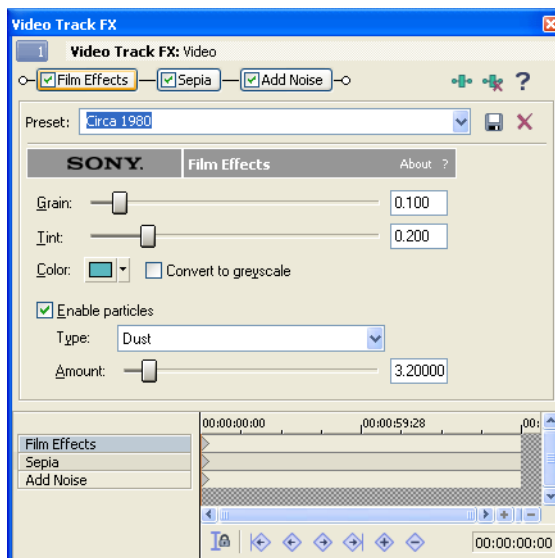 Video Track FX
1 Video Track FX: Video
Film Effects Sepia Add Noise ?
Preset: Circa 1980
SONY. Film Effects About ?
Grain: 0.100
Tint: 0.200
Color: Convert to greyscale
Enable particles
Type: Dust
Amount: 3.20000
00:00:00:00 00:00:59:28 00:
Film Effects
Sepia
Add Noise
00:00:00:00